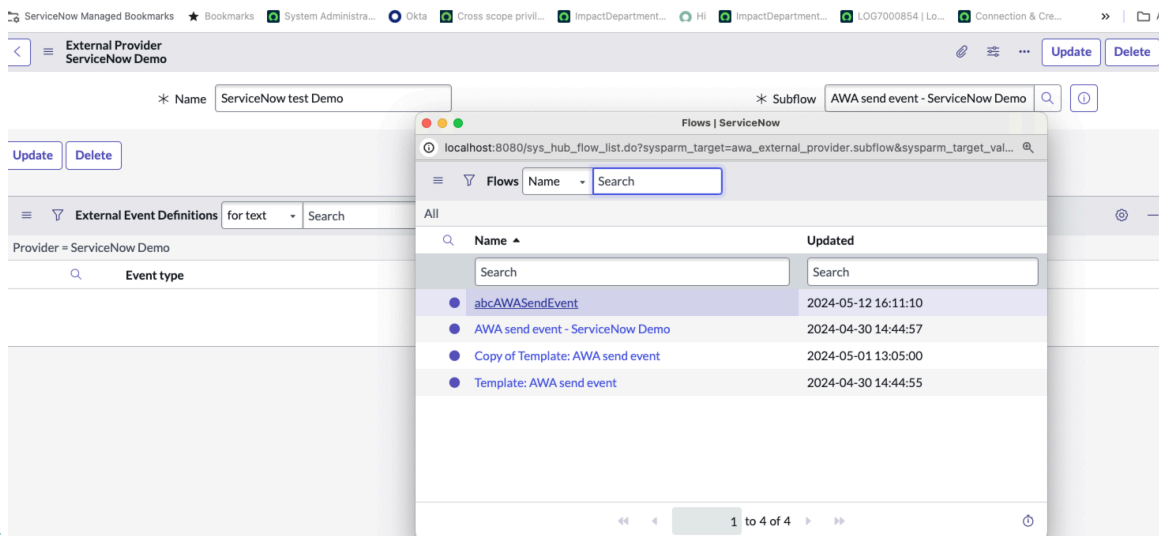 ServiceNow Managed Bookmarks Bookmarks System Administra... Okta Cross scope privil... ImpactDepartment... Hi ImpactDepartment... LOG7000854 | Lo... Connection & Cre... »
External Provider
ServiceNow Demo
Update Delete
Name ServiceNow test Demo
Subflow AWA send event - ServiceNow Demo
Update Delete
External Event Definitions for text Search
Provider = ServiceNow Demo
Event type
Flows | ServiceNow
localhost:8080/sys_hub_flow_list.do?sysparm_target=awa_external_provider.subflow&sysparm_target_val...
Flows Name Search
All
Name Updated
Search Search
abcAWASendEvent 2024-05-12 16:11:10
AWA send event - ServiceNow Demo 2024-04-30 14:44:57
Copy of Template: AWA send event 2024-05-01 13:05:00
Template: AWA send event 2024-04-30 14:44:55
1 to 4 of 4